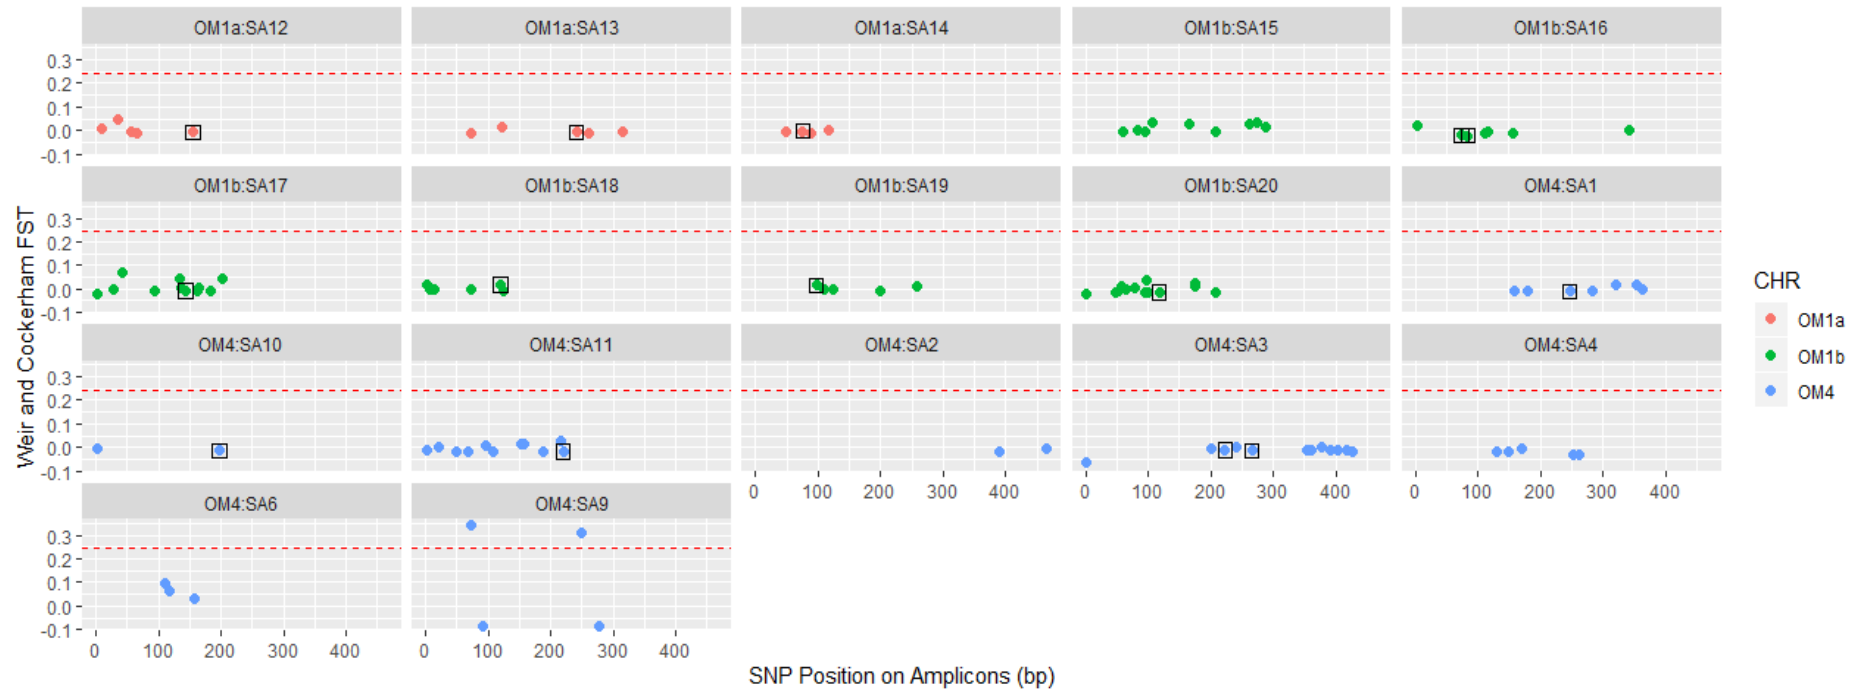 OM1a:SA12 OM1a:SA13 OM1a:SA14 OM1b:SA15 OM1b:SA16
0.3
0.2
0.1
0.0
-0.1
OM1b:SA17 OM1b:SA18 OM1b:SA19 OM1b:SA20 OM4:SA1
0.3
0.2
0.1
0.0
-0.1
Weir and Cockerham FST
CHR
OM1a
OM1b
OM4
OM4:SA10 OM4:SA11 OM4:SA2 OM4:SA3 OM4:SA4
0.3
0.2
0.1
0.0
-0.1
0 100 200 300 400 0 100 200 300 400 0 100 200 300 400
OM4:SA6 OM4:SA9
0.3
0.2
0.1
0.0
-0.1
0 100 200 300 400 0 100 200 300 400
SNP Position on Amplicons (bp)